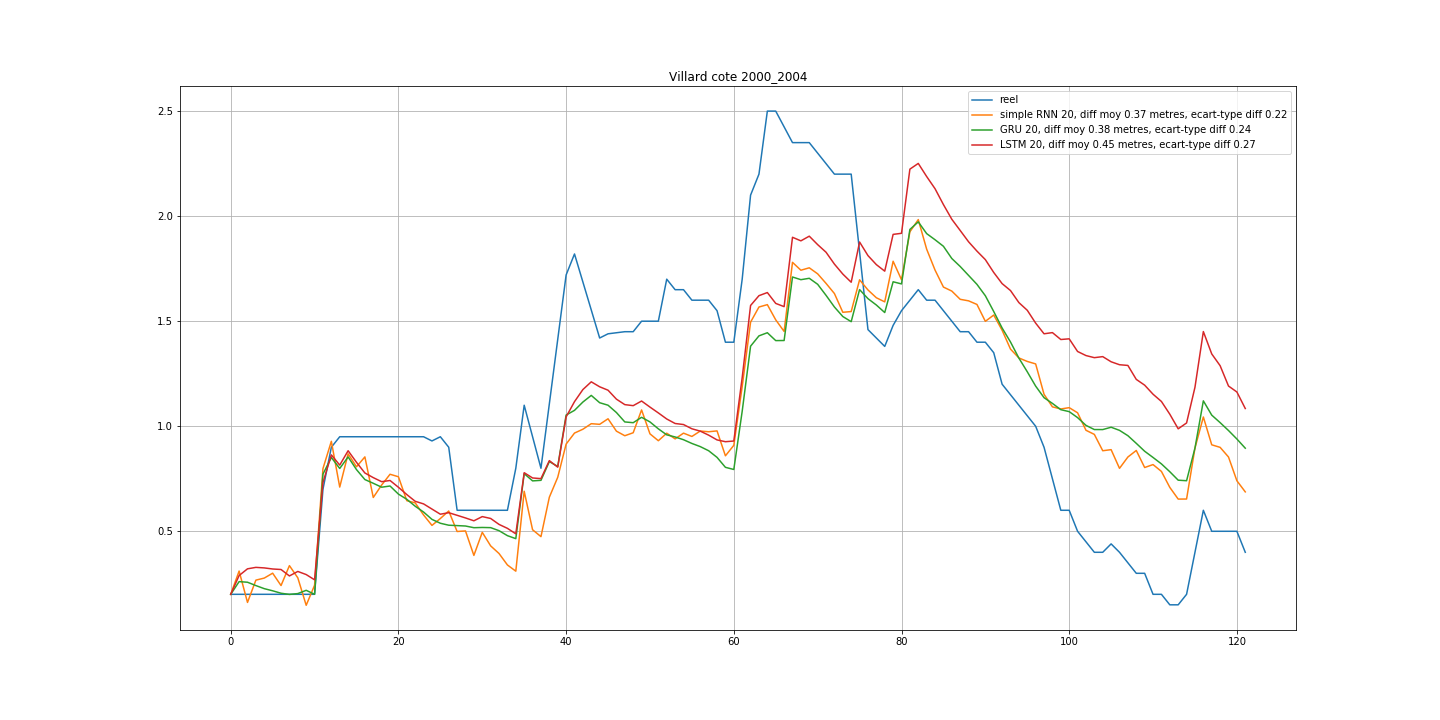 Villard cote 2000_2004
reel
simple RNN 20, diff moy 0.37 metres, ecart-type diff 0.22
GRU 20, diff moy 0.38 metres, ecart-type diff 0.24
LSTM 20, diff moy 0.45 metres, ecart-type diff 0.27
2.5
2.0
1.5
1.0
0.5
0 20 40 60 80 100 120